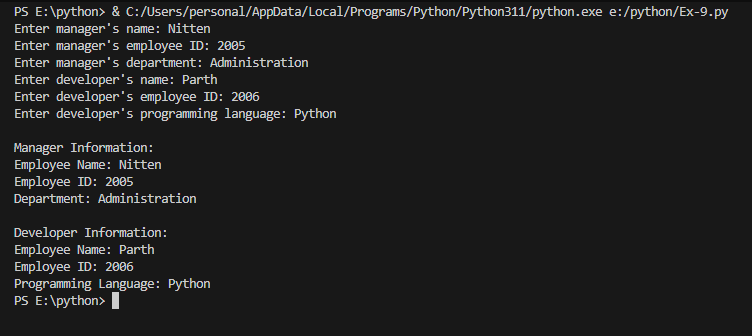 PS E:\python> & C:/Users/personal/AppData/Local/Programs/Python/Python311/python.exe e:/python/Ex-9.py
Enter manager's name: Nitten
Enter manager's employee ID: 2005
Enter manager's department: Administration
Enter developer's name: Parth
Enter developer's employee ID: 2006
Enter developer's programming language: Python

Manager Information:
Employee Name: Nitten
Employee ID: 2005
Department: Administration

Developer Information:
Employee Name: Parth
Employee ID: 2006
Programming Language: Python
PS E:\python>